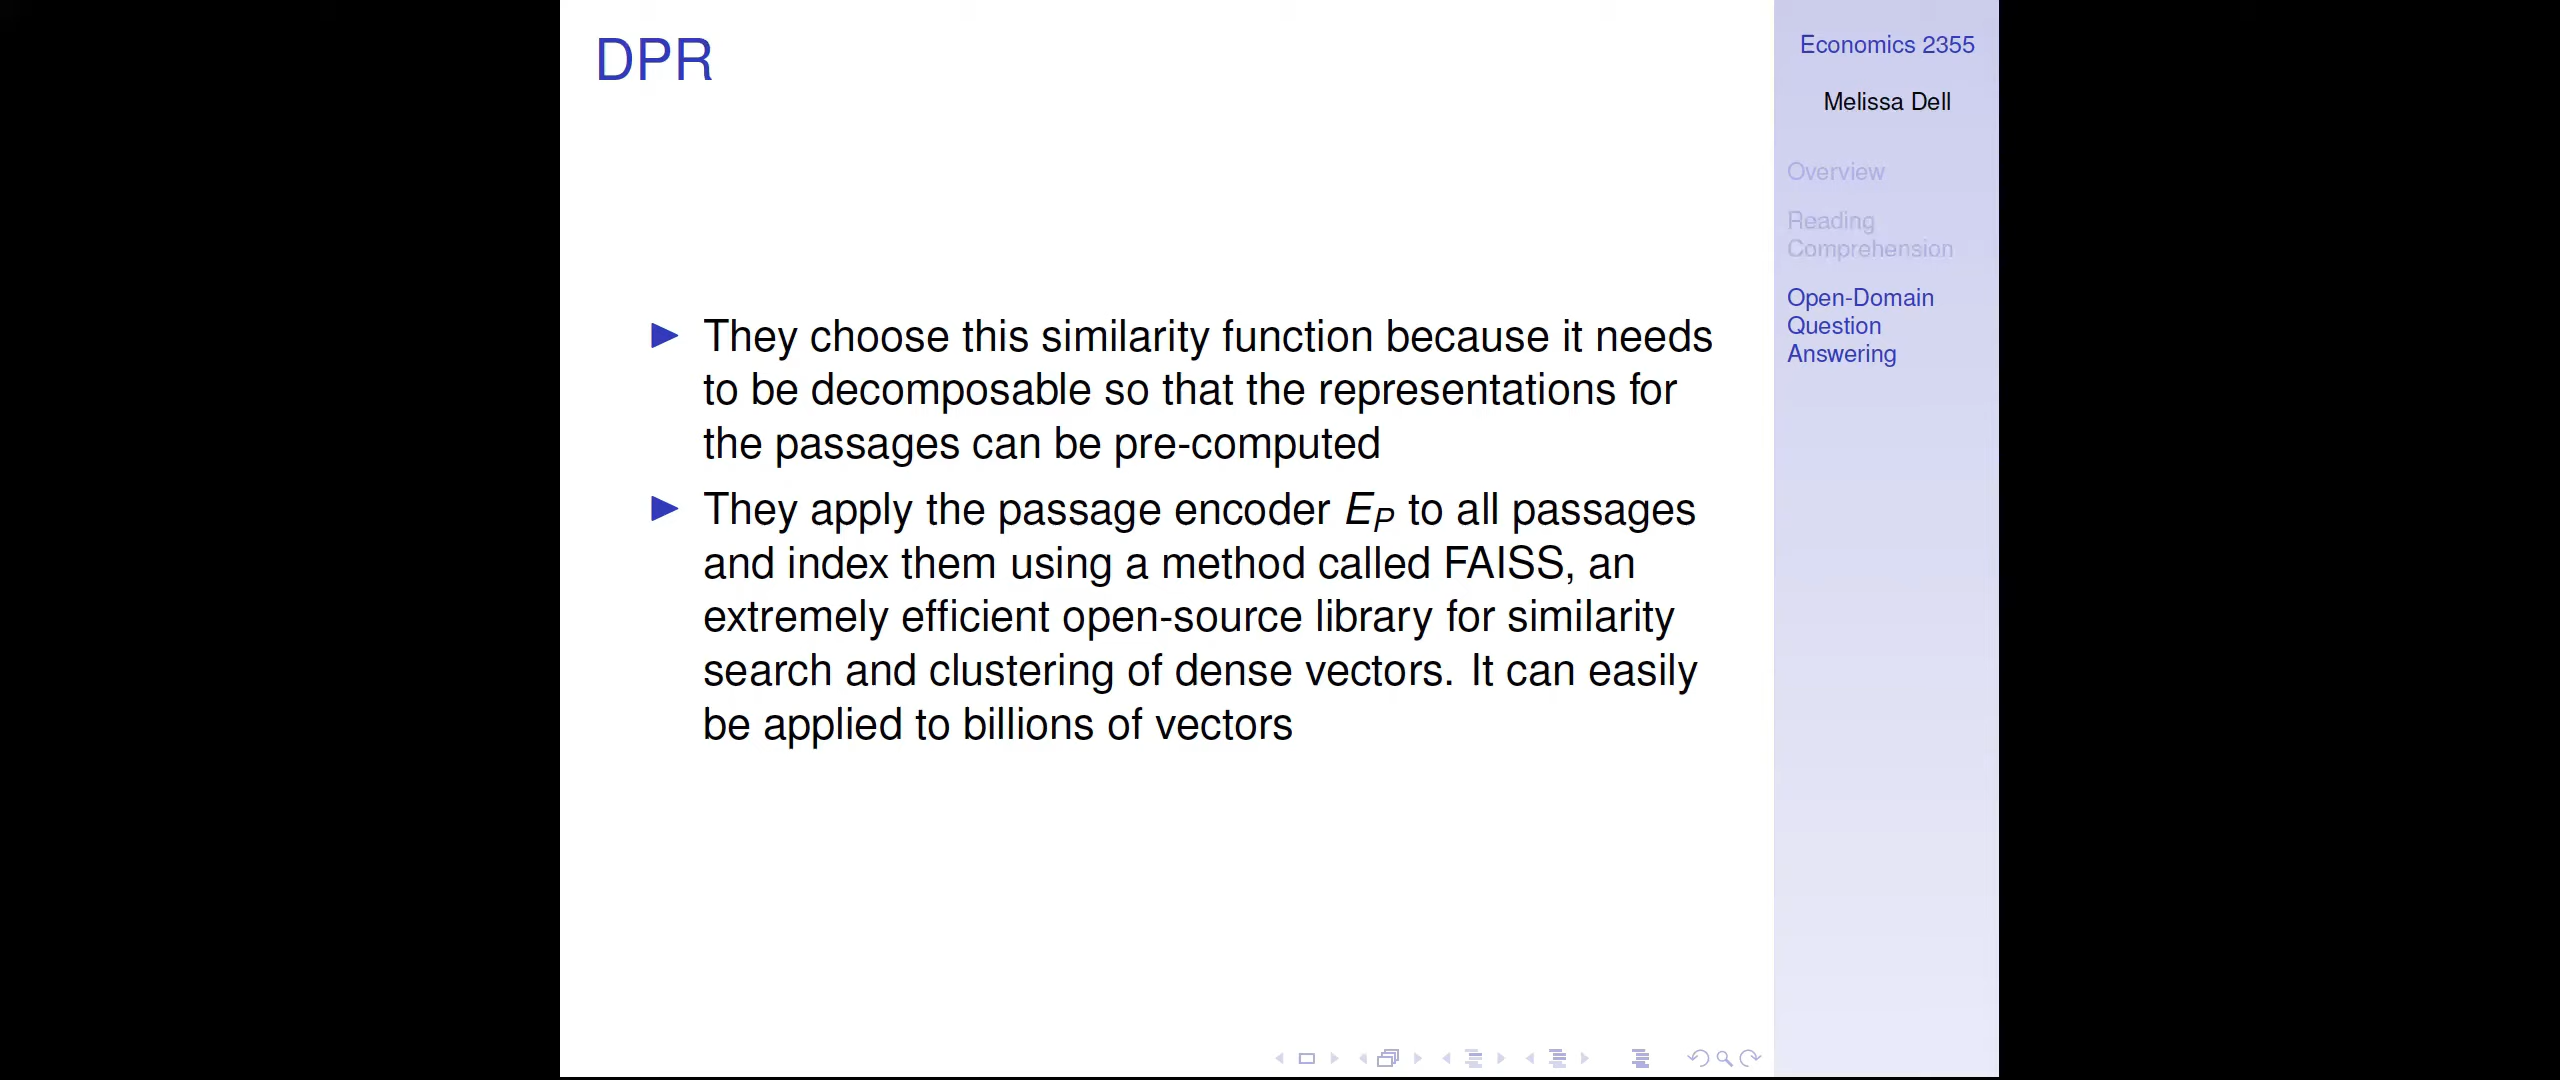 DPR
They choose this similarity function because it needs
to be decomposable so that the representations for
the passages can be pre-computed
They apply the passage encoder E_P to all passages
and index them using a method called FAISS, an
extremely efficient open-source library for similarity
search and clustering of dense vectors. It can easily
be applied to billions of vectors
Economics 2355
Melissa Dell
Overview
Reading
Comprehension
Open-Domain
Question
Answering